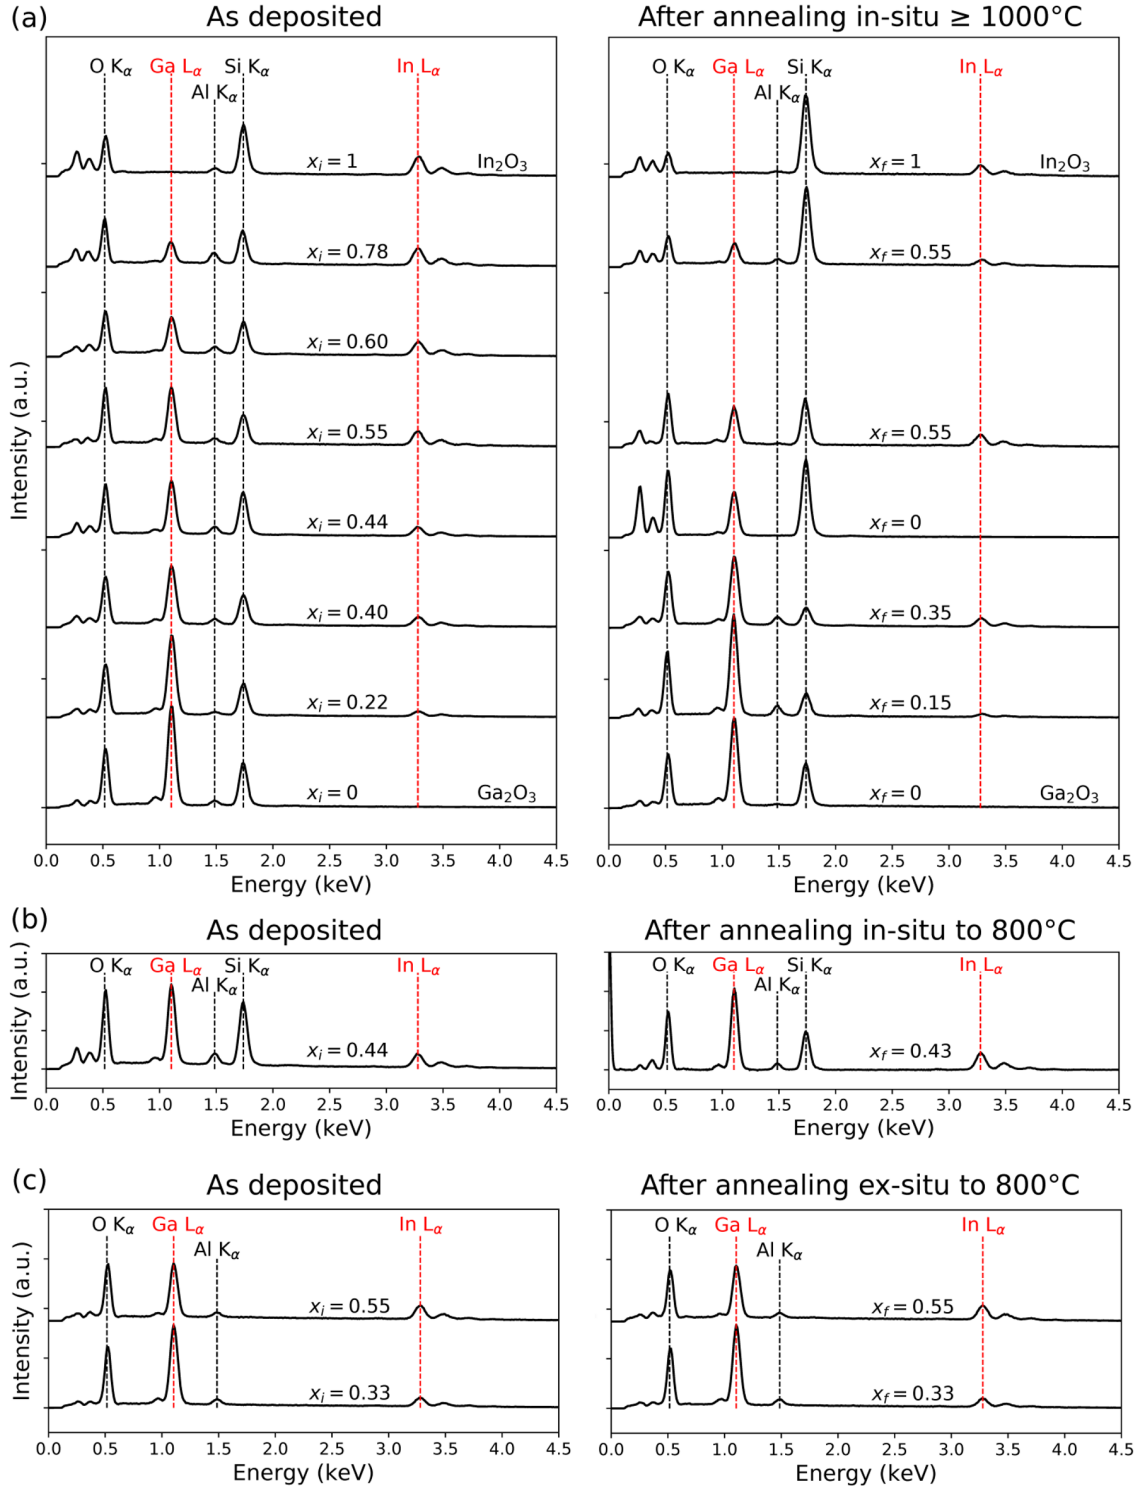 (a) As deposited
After annealing in-situ ≥ 1000°C
O Kα Ga Lα Si Kα In Lα
Al Kα
xi = 1 In2O3
xi = 0.78
xi = 0.60
xi = 0.55
xi = 0.44
xi = 0.40
xi = 0.22
xi = 0 Ga2O3
Intensity (a.u.)
0.0 0.5 1.0 1.5 2.0 2.5 3.0 3.5 4.0 4.5
Energy (keV)
O Kα Ga Lα Si Kα In Lα
Al Kα
xf = 1 In2O3
xf = 0.55
xf = 0.55
xf = 0
xf = 0.35
xf = 0.15
xf = 0 Ga2O3
0.0 0.5 1.0 1.5 2.0 2.5 3.0 3.5 4.0 4.5
Energy (keV)
(b) As deposited
After annealing in-situ to 800°C
O Kα Ga Lα Si Kα In Lα
Al Kα
xi = 0.44
Intensity (a.u.)
0.0 0.5 1.0 1.5 2.0 2.5 3.0 3.5 4.0 4.5
Energy (keV)
O Kα Ga Lα Si Kα In Lα
Al Kα
xf = 0.43
0.0 0.5 1.0 1.5 2.0 2.5 3.0 3.5 4.0 4.5
Energy (keV)
(c) As deposited
After annealing ex-situ to 800°C
O Kα Ga Lα In Lα
Al Kα
xi = 0.55
xi = 0.33
Intensity (a.u.)
0.0 0.5 1.0 1.5 2.0 2.5 3.0 3.5 4.0 4.5
Energy (keV)
O Kα Ga Lα In Lα
Al Kα
xf = 0.55
xf = 0.33
0.0 0.5 1.0 1.5 2.0 2.5 3.0 3.5 4.0 4.5
Energy (keV)